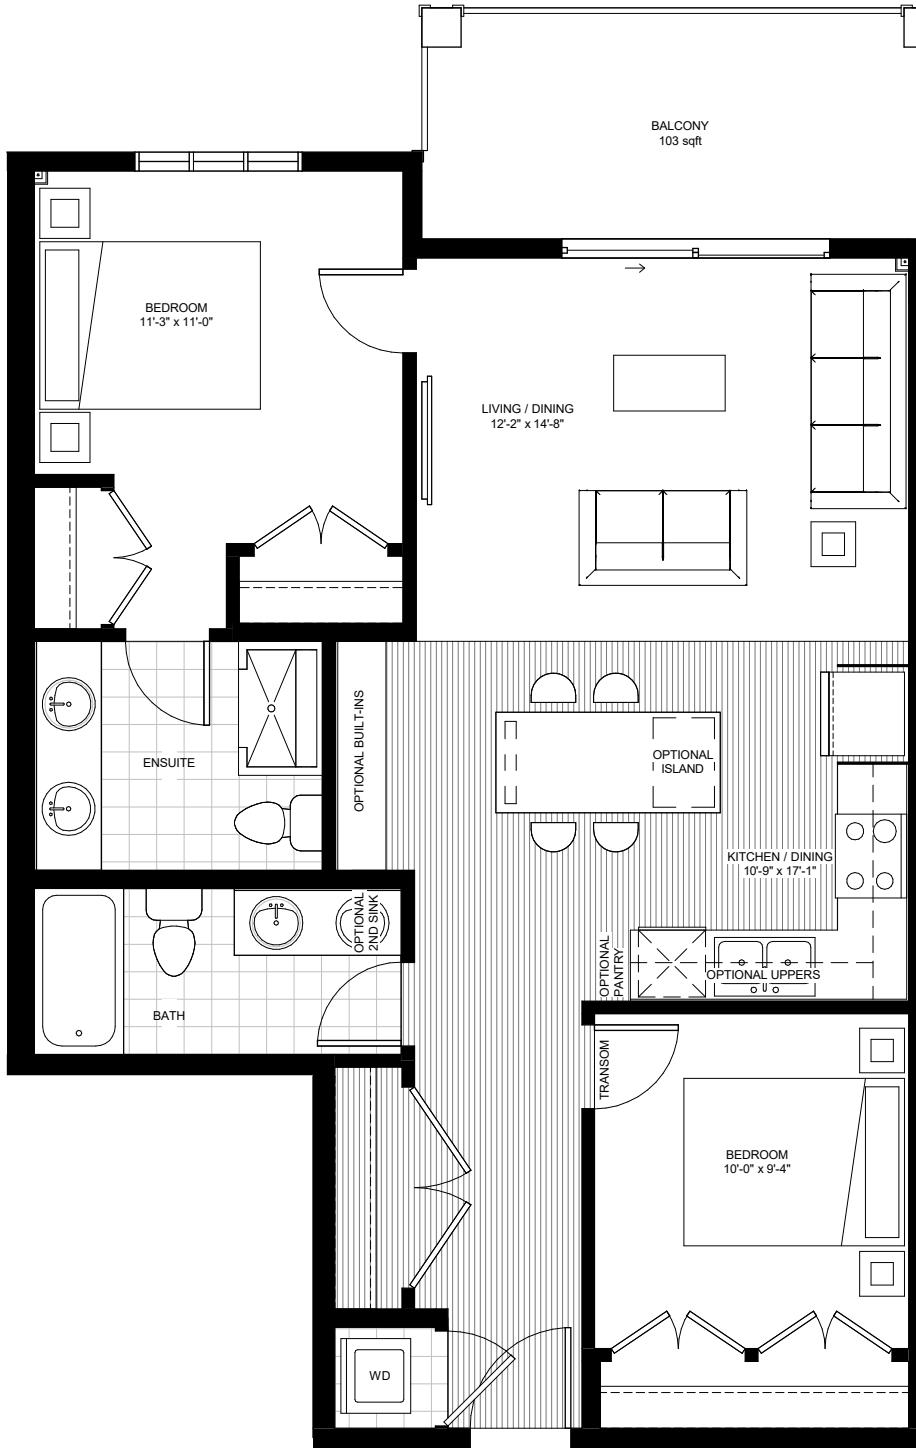 BALCONY
103 sqft
BEDROOM
11'-3" x 11'-0"
LIVING / DINING
12'-2" x 14'-8"
OPTIONAL BUILT-INS
OPTIONAL
ISLAND
ENSUITE
KITCHEN / DINING
10'-9" x 17'-1"
OPTIONAL
2ND SINK
OPTIONAL
PANTRY
OPTIONAL UPPERS
BATH
TRANSOM
BEDROOM
10'-0" x 9'-4"
WD